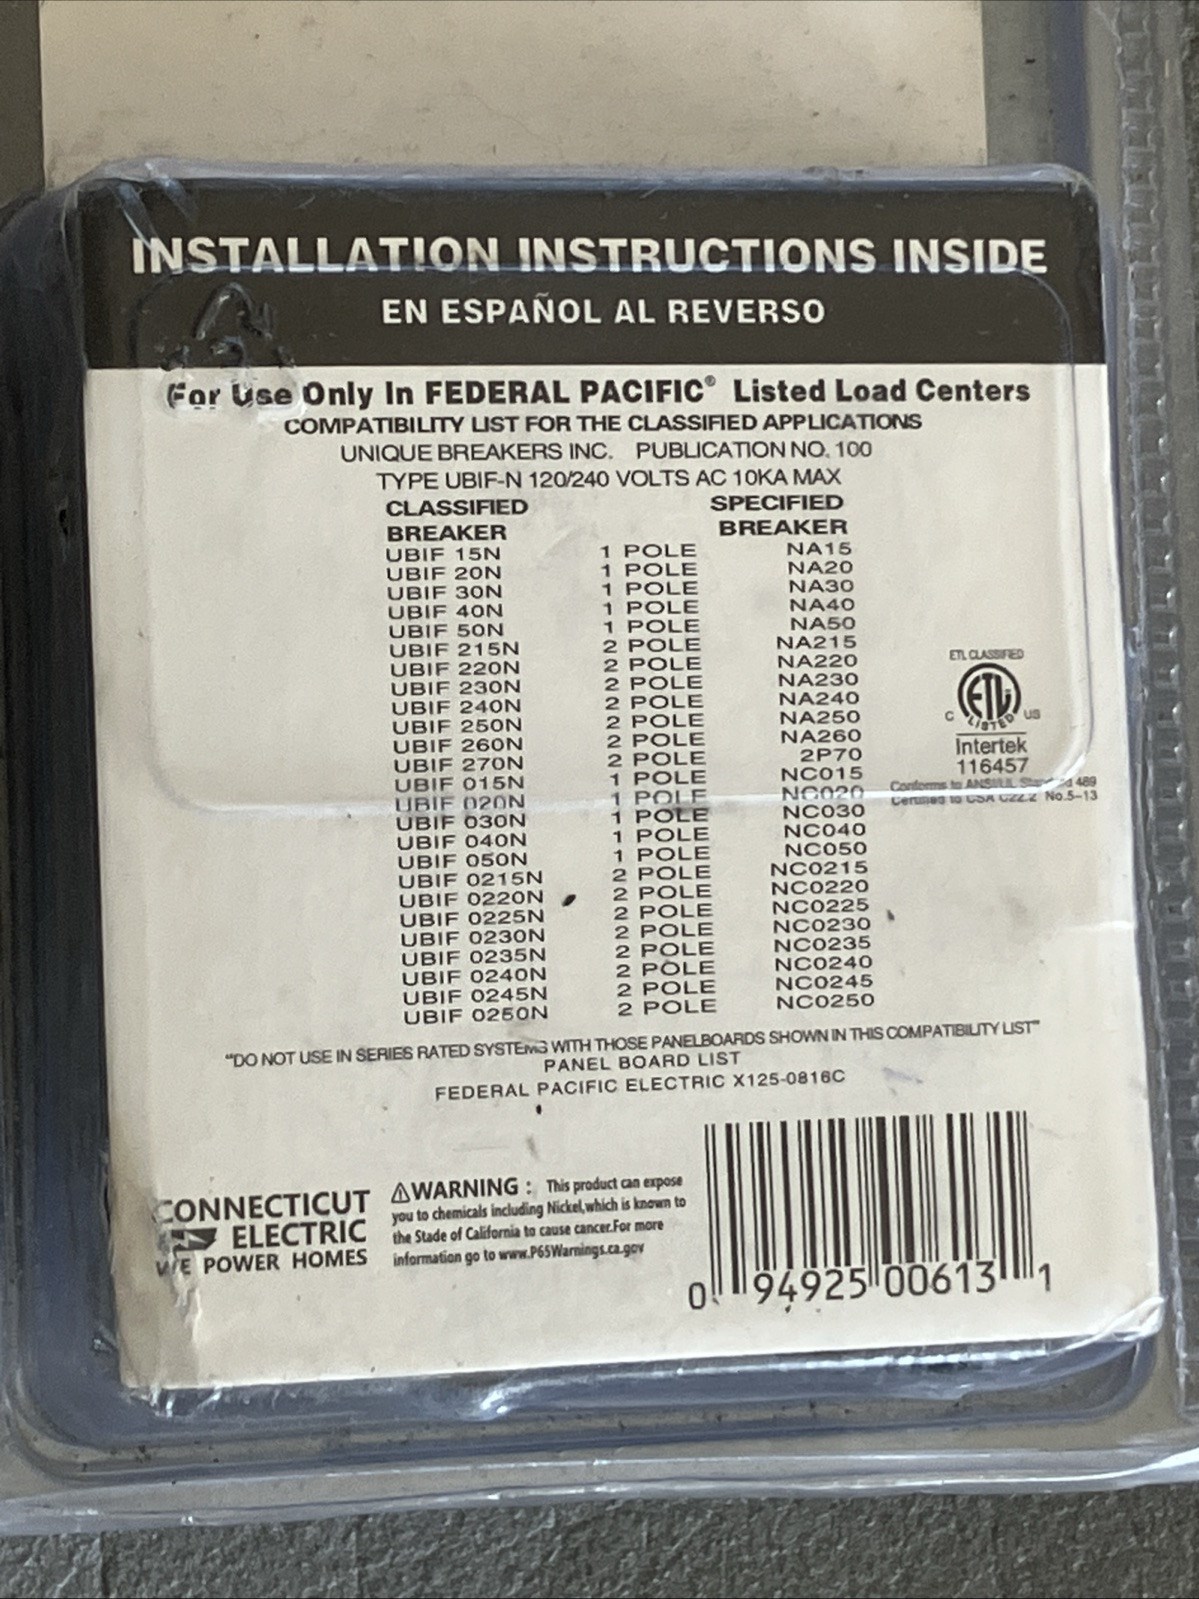 INSTALLATION INSTRUCTIONS INSIDE
EN ESPAÑOL AL REVERSO
For Use Only In FEDERAL PACIFIC® Listed Load Centers
COMPATIBILITY LIST FOR THE CLASSIFIED APPLICATIONS
UNIQUE BREAKERS INC. PUBLICATION NO. 100
TYPE UBIF-N 120/240 VOLTS AC 10KA MAX
CLASSIFIED SPECIFIED
BREAKER BREAKER
UBIF 15N 1 POLE NA15
UBIF 20N 1 POLE NA20
UBIF 30N 1 POLE NA30
UBIF 40N 1 POLE NA40
UBIF 50N 1 POLE NA50
UBIF 215N 2 POLE NA215
UBIF 220N 2 POLE NA220
UBIF 230N 2 POLE NA230
UBIF 240N 2 POLE NA240
UBIF 250N 2 POLE NA250
UBIF 260N 2 POLE NA260
UBIF 270N 2 POLE 2P70
UBIF 015N 1 POLE NC015
UBIF 020N 1 POLE NC020
UBIF 030N 1 POLE NC030
UBIF 040N 1 POLE NC040
UBIF 050N 1 POLE NC050
UBIF 0215N 2 POLE NC0215
UBIF 0220N 2 POLE NC0220
UBIF 0225N 2 POLE NC0225
UBIF 0230N 2 POLE NC0230
UBIF 0235N 2 POLE NC0235
UBIF 0240N 2 POLE NC0240
UBIF 0245N 2 POLE NC0245
UBIF 0250N 2 POLE NC0250
ETL CLASSIFIED
ETL
C LISTED US
Intertek
116457
Conforms to ANSI/UL Standard 489
Certified to CSA C22.2 No.5-13
"DO NOT USE IN SERIES RATED SYSTEMS WITH THOSE PANELBOARDS SHOWN IN THIS COMPATIBILITY LIST"
PANEL BOARD LIST
FEDERAL PACIFIC ELECTRIC X125-0816C
CONNECTICUT
ELECTRIC
WE POWER HOMES
⚠WARNING : This product can expose
you to chemicals including Nickel,which is known to
the Stade of California to cause cancer.For more
information go to www.P65Warnings.ca.gov
0 94925 00613 1